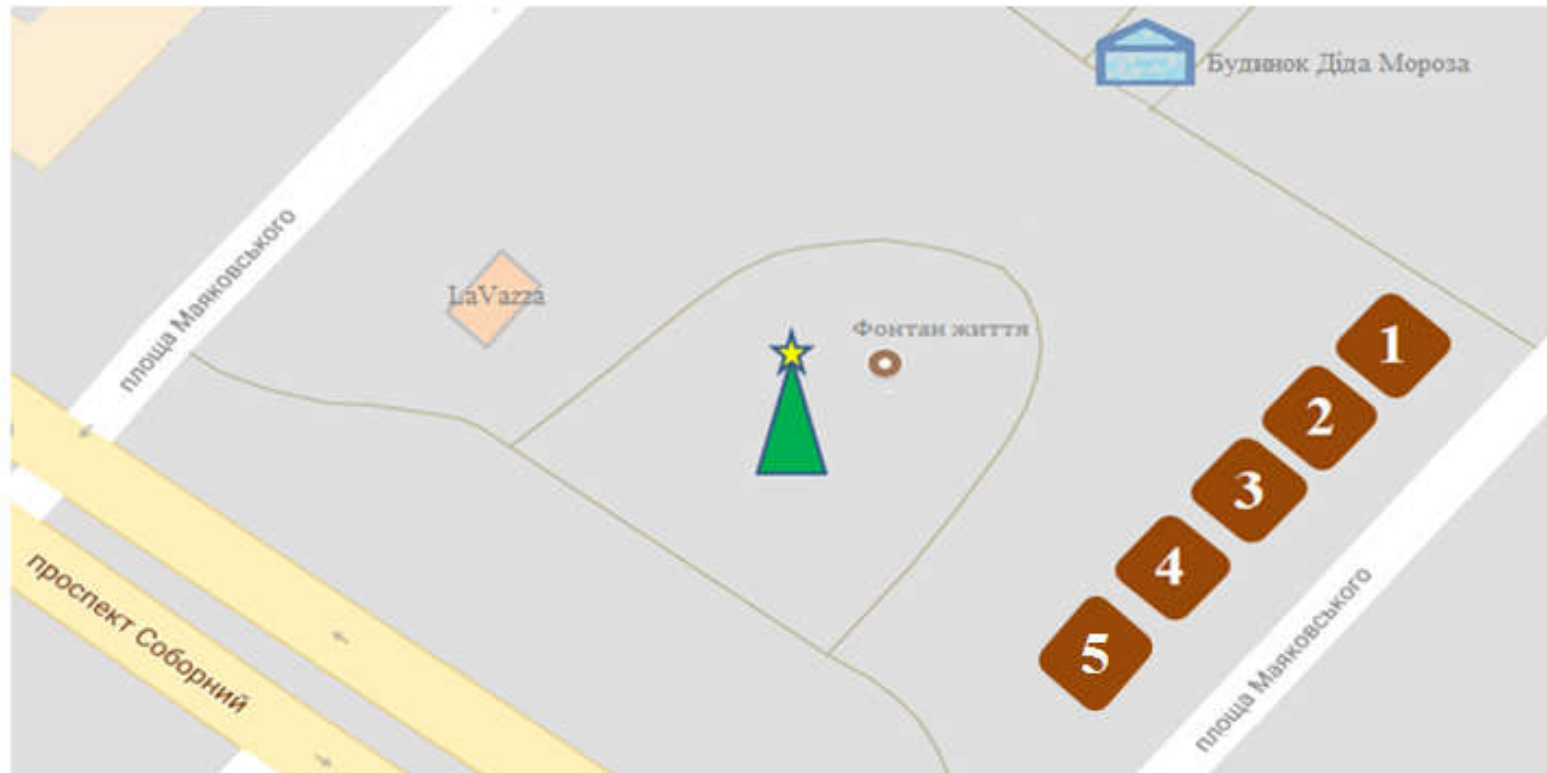 Будинок Діда Мороза
площа Маяковського
LaVazza
Фонтан життя
1
2
3
4
5
проспект Соборний
площа Маяковського